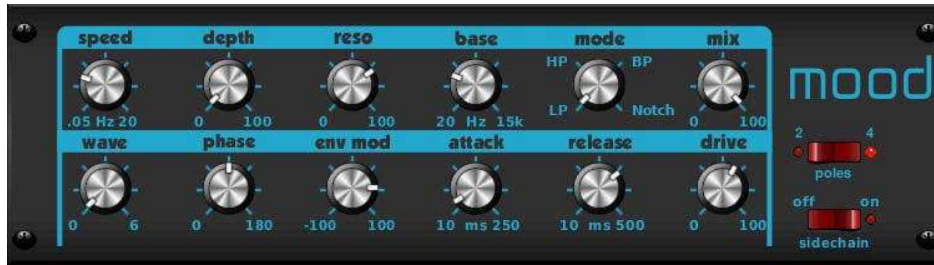 speed depth reso base mode mix
HP BP
LP Notch
.05 Hz 20 0 100 0 100 20 Hz 15k 0 100
mood
wave phase env mod attack release drive
2 4
poles
0 6 0 180 -100 100 10 ms 250 10 ms 500 0 100
off on
sidechain